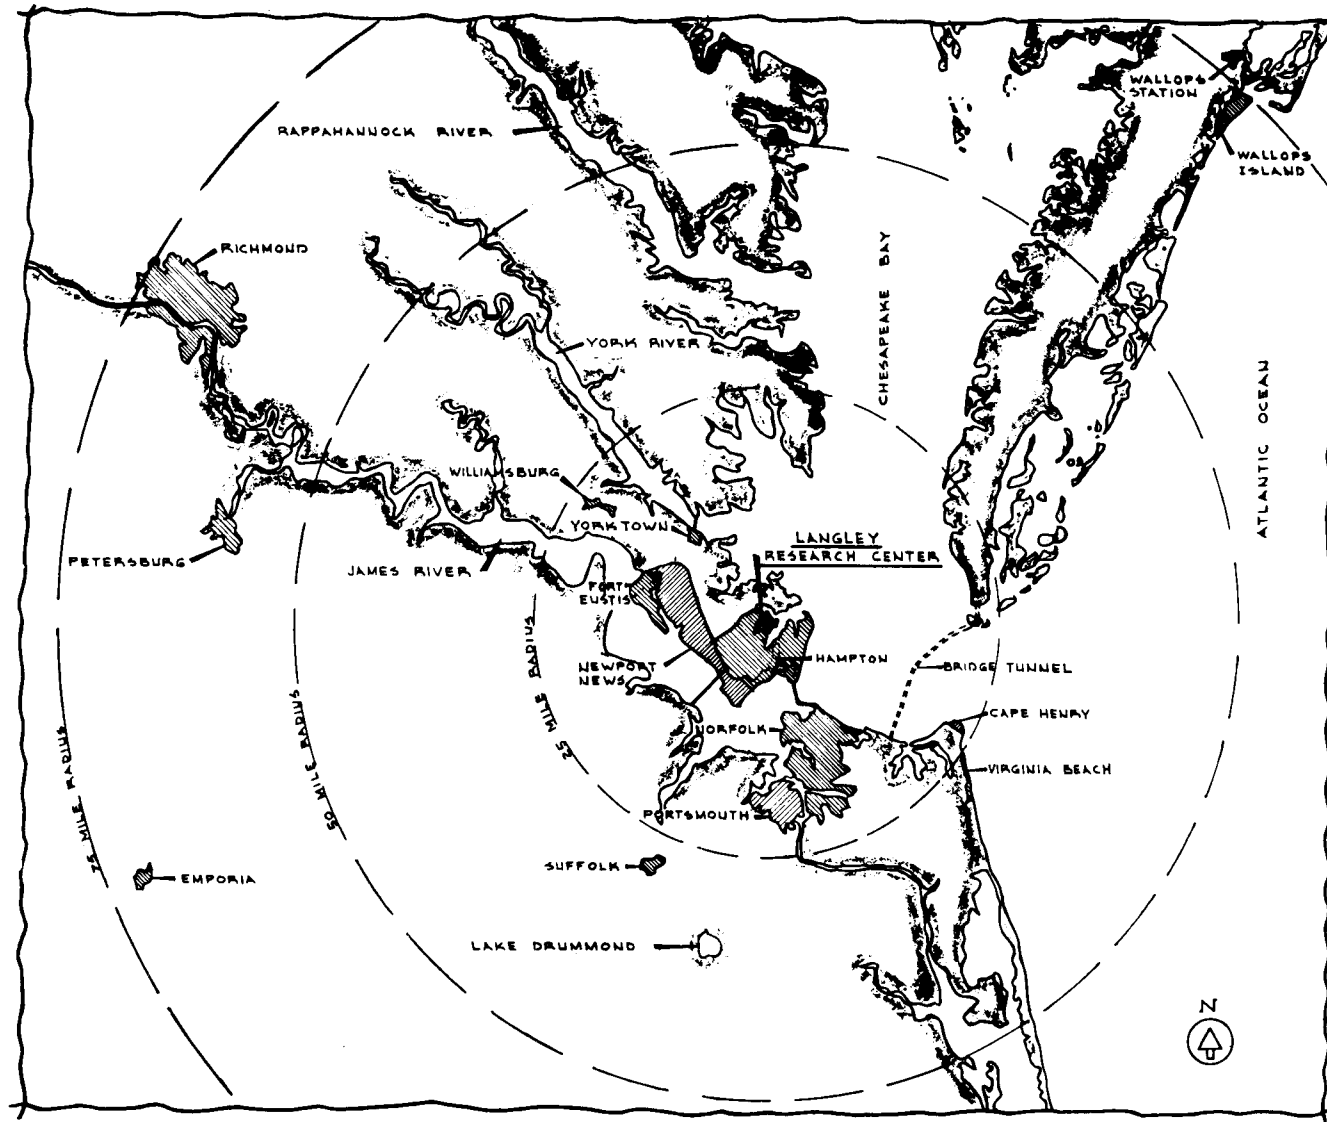 WALLOPS
STATION
RAPPAHANNOCK RIVER
WALLOPS
ISLAND
RICHMOND
CHESAPEAKE BAY
YORK RIVER
ATLANTIC OCEAN
WILLIAMSBURG
YORKTOWN
LANGLEY
RESEARCH CENTER
PETERSBURG
JAMES RIVER
FORT
EUSTIS
25 MILE RADIUS
NEWPORT
NEWS
HAMPTON
BRIDGE TUNNEL
50 MILE RADIUS
75 MILE RADIUS
CAPE HENRY
NORFOLK
VIRGINIA BEACH
PORTSMOUTH
SUFFOLK
EMPORIA
LAKE DRUMMOND
N